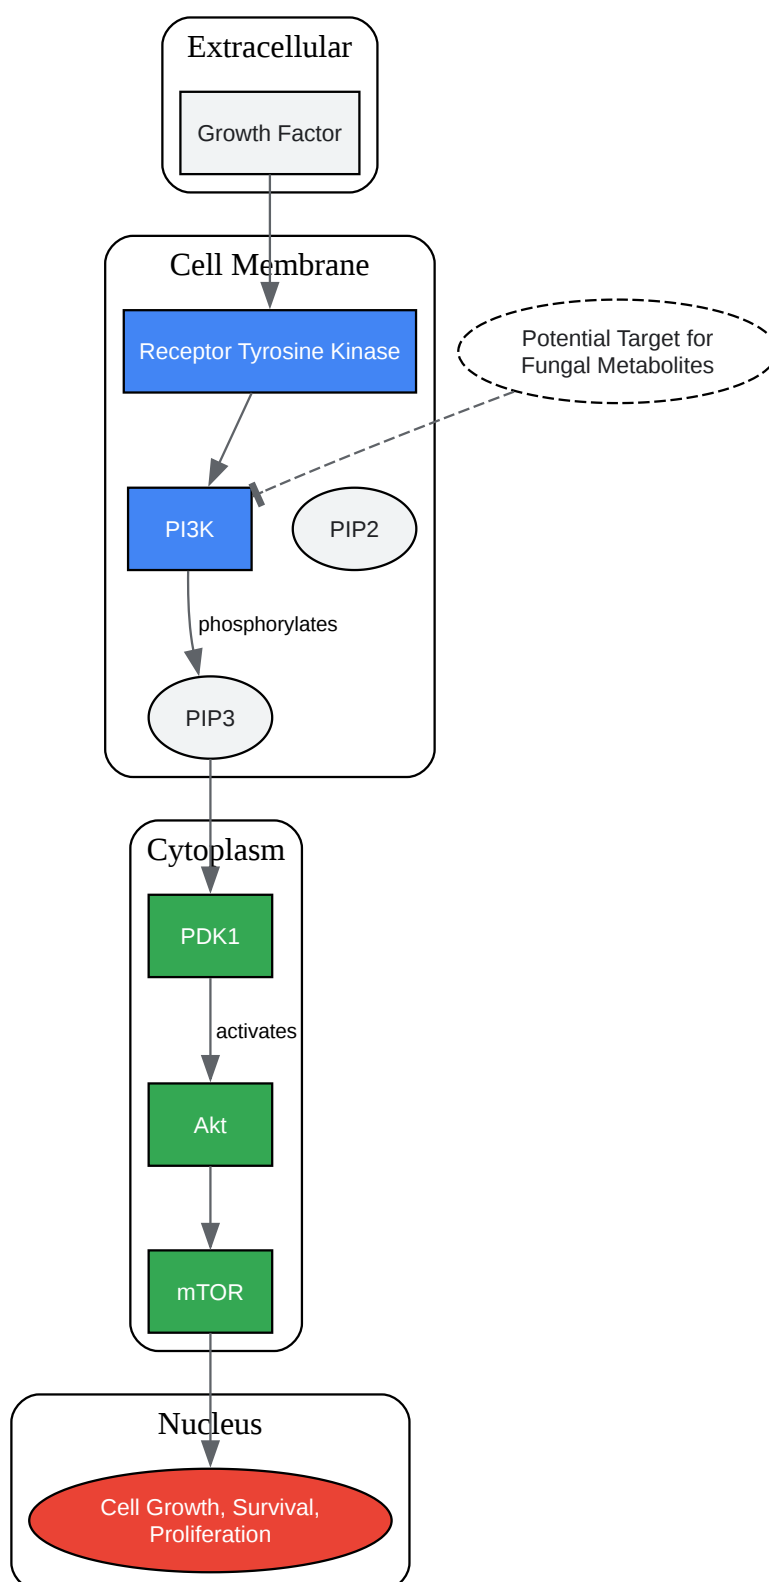 Extracellular
Growth Factor
Cell Membrane
Receptor Tyrosine Kinase
Potential Target for
Fungal Metabolites
PI3K
PIP2
phosphorylates
PIP3
Cytoplasm
PDK1
activates
Akt
mTOR
Nucleus
Cell Growth, Survival,
Proliferation